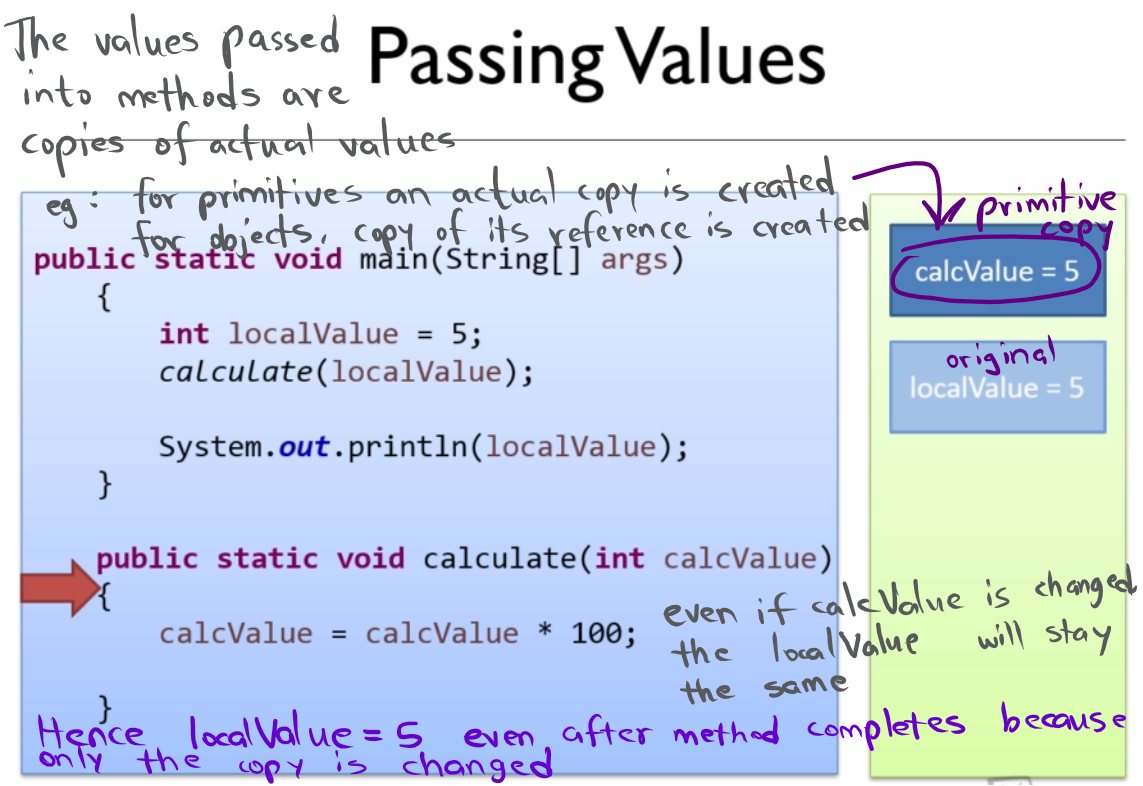 The values passed
into methods are
copies of actual values
Passing Values
eg: for primitives an actual copy is created
for objects, copy of its reference is created
public static void main(String[] args)
{
int localValue = 5;
calculate(localValue);
System.out.println(localValue);
}
public static void calculate(int calcValue)
{
calcValue = calcValue * 100;
}
primitive
copy
calcValue = 5
original
localValue = 5
even if calcValue is changed
the localValue will stay
the same
Hence localValue = 5 even after method completes because
only the copy is changed